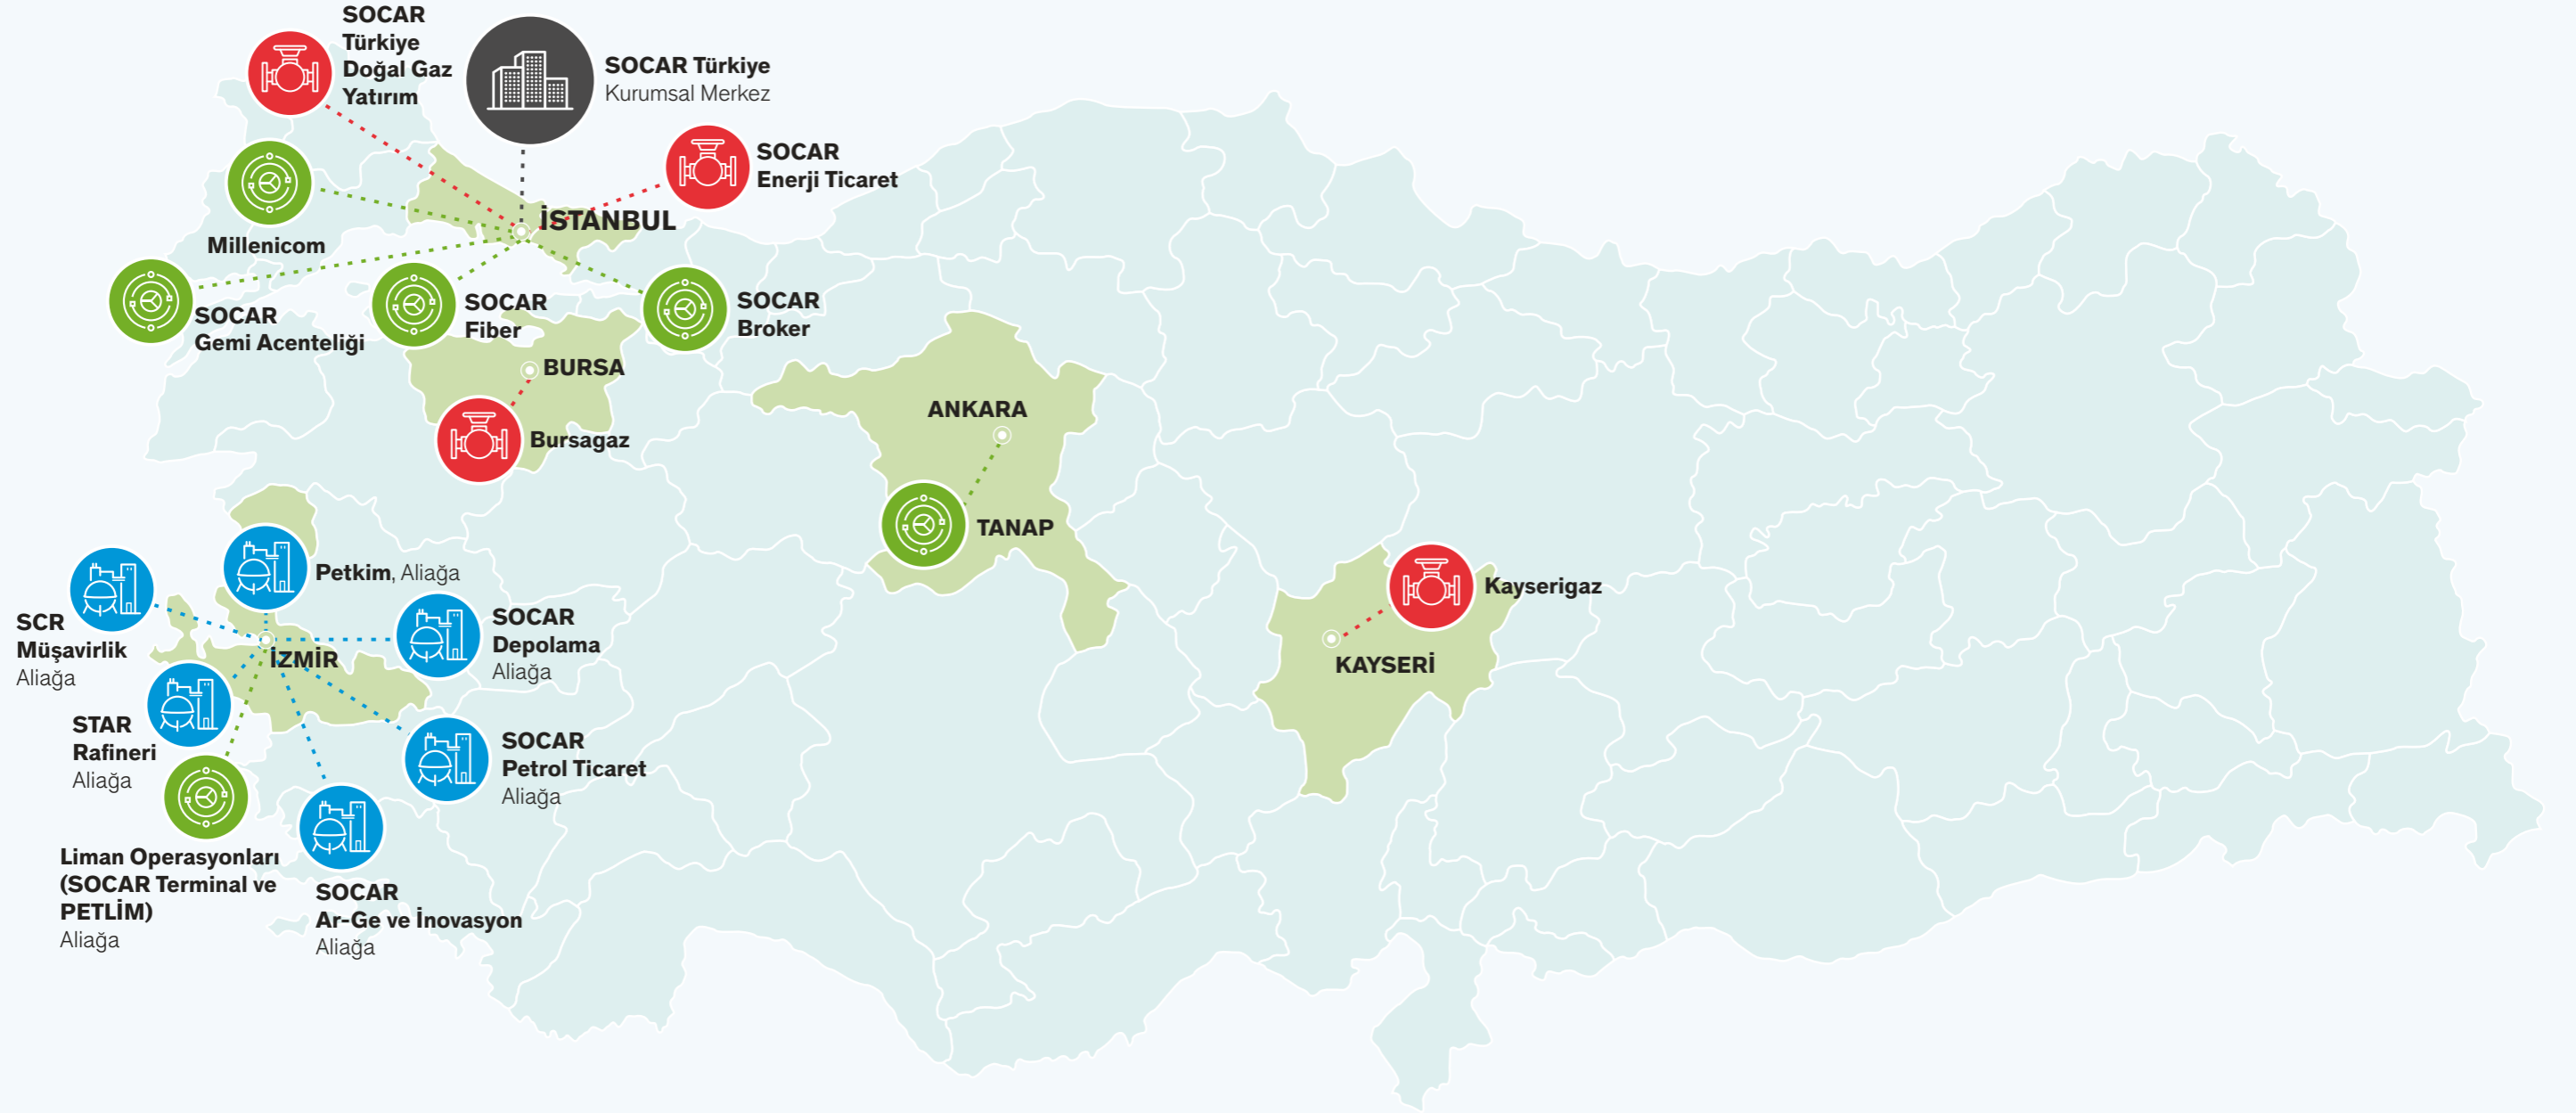 SOCAR
Türkiye
Doğal Gaz
Yatırım
SOCAR Türkiye
Kurumsal Merkez
SOCAR
Enerji Ticaret
İSTANBUL
Millenicom
SOCAR
Gemi Acenteliği
SOCAR
Fiber
SOCAR
Broker
BURSA
Bursagaz
ANKARA
TANAP
Kayserigaz
KAYSERİ
Petkim, Aliağa
SCR
Müşavirlik
Aliağa
SOCAR
Depolama
Aliağa
İZMİR
STAR
Rafineri
Aliağa
SOCAR
Petrol Ticaret
Aliağa
Liman Operasyonları
(SOCAR Terminal ve
PETLİM)
Aliağa
SOCAR
Ar-Ge ve İnovasyon
Aliağa